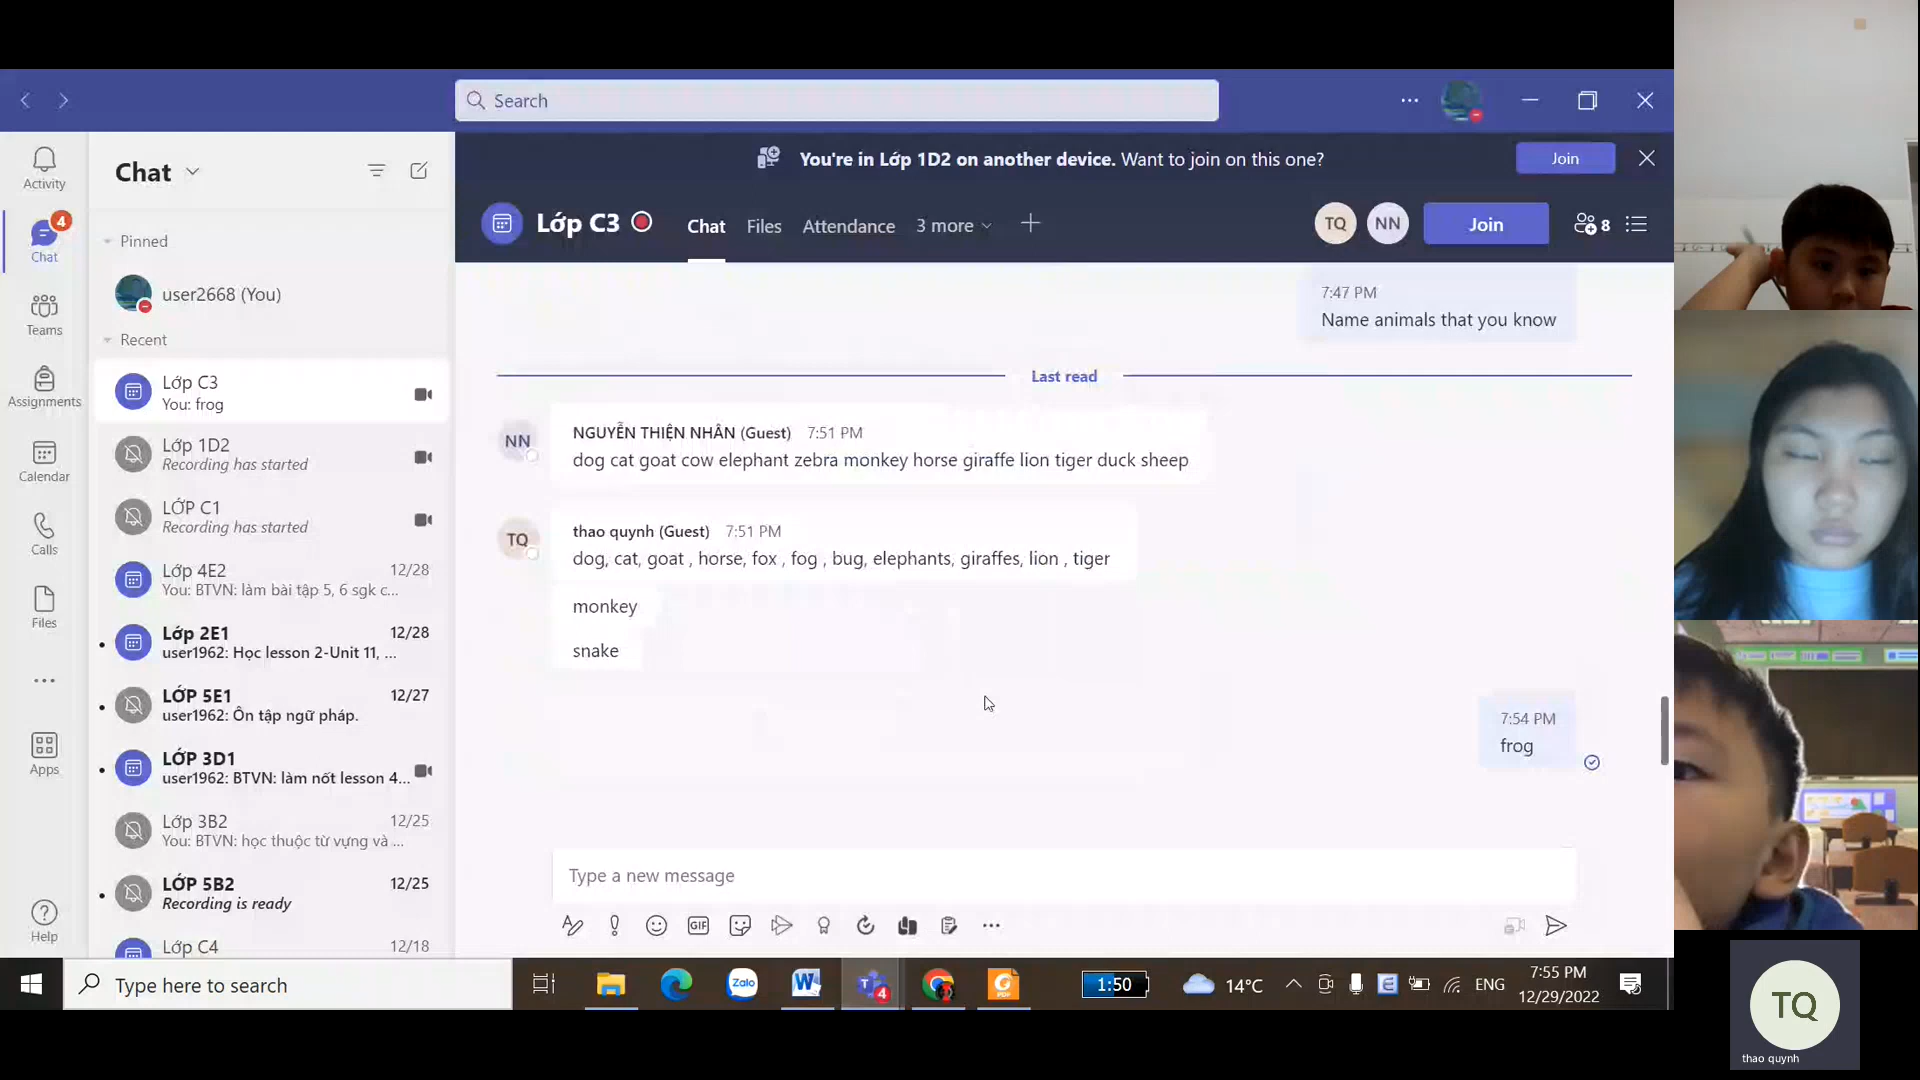 Search
You're in Lớp 1D2 on another device. Want to join on this one?
Join
Activity
4
Chat
Teams
Assignments
Calendar
Calls
Files
Apps
Help
Chat
Pinned
user2668 (You)
Recent
Lớp C3
You: frog
Lớp 1D2
Recording has started
LỚP C1
Recording has started
Lớp 4E2 12/28
You: BTVN: làm bài tập 5, 6 sgk c...
Lớp 2E1 12/28
user1962: Học lesson 2-Unit 11, ...
LỚP 5E1 12/27
user1962: Ôn tập ngữ pháp.
LỚP 3D1
user1962: BTVN: làm nốt lesson 4...
Lớp 3B2 12/25
You: BTVN: học thuộc từ vựng và ...
LỚP 5B2 12/25
Recording is ready
Lớp C4 12/18
Lớp C3 Chat Files Attendance 3 more
TQ NN Join 8
7:47 PM
Name animals that you know
Last read
NN
NGUYỄN THIỆN NHÂN (Guest) 7:51 PM
dog cat goat cow elephant zebra monkey horse giraffe lion tiger duck sheep
TQ
thao quynh (Guest) 7:51 PM
dog, cat, goat , horse, fox , fog , bug, elephants, giraffes, lion , tiger
monkey
snake
7:54 PM
frog
Type a new message
GIF
Type here to search
Zalo
4
PDF
1:50
14°C
ENG
7:55 PM
12/29/2022
TQ
thao quynh